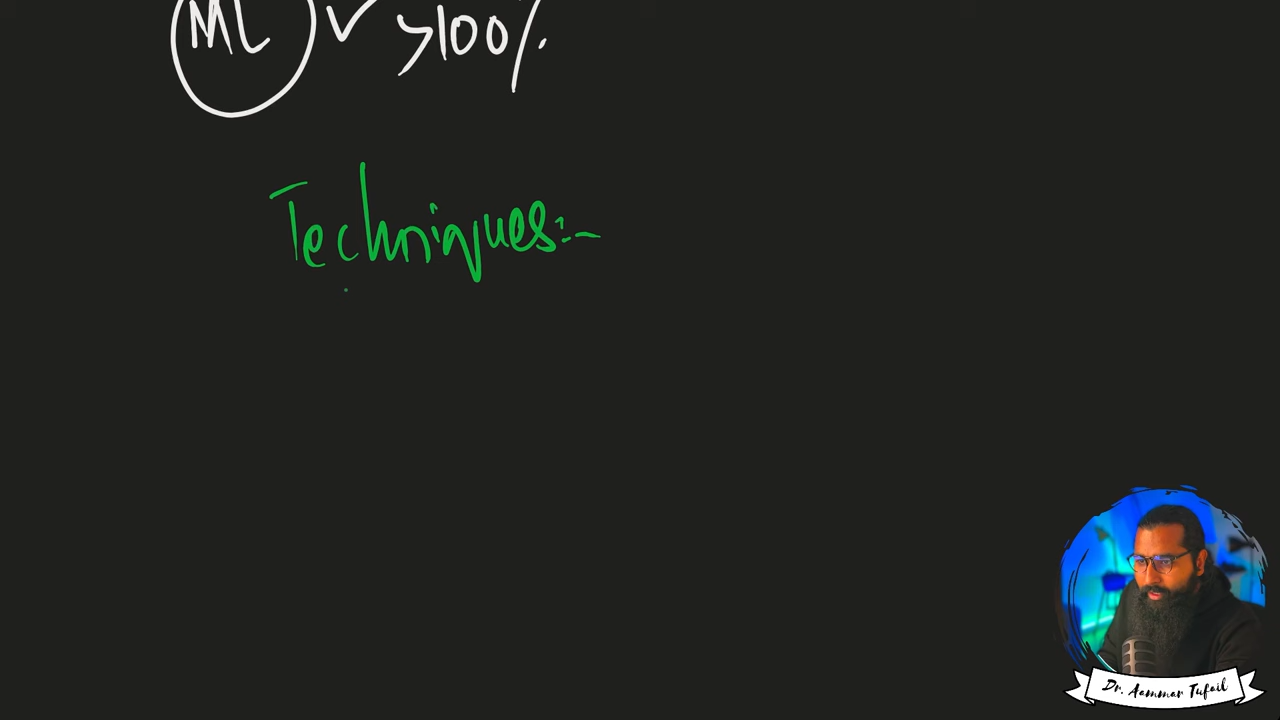 ML ✓ >100%
Techniques:-
Dr. Aammar Tufail